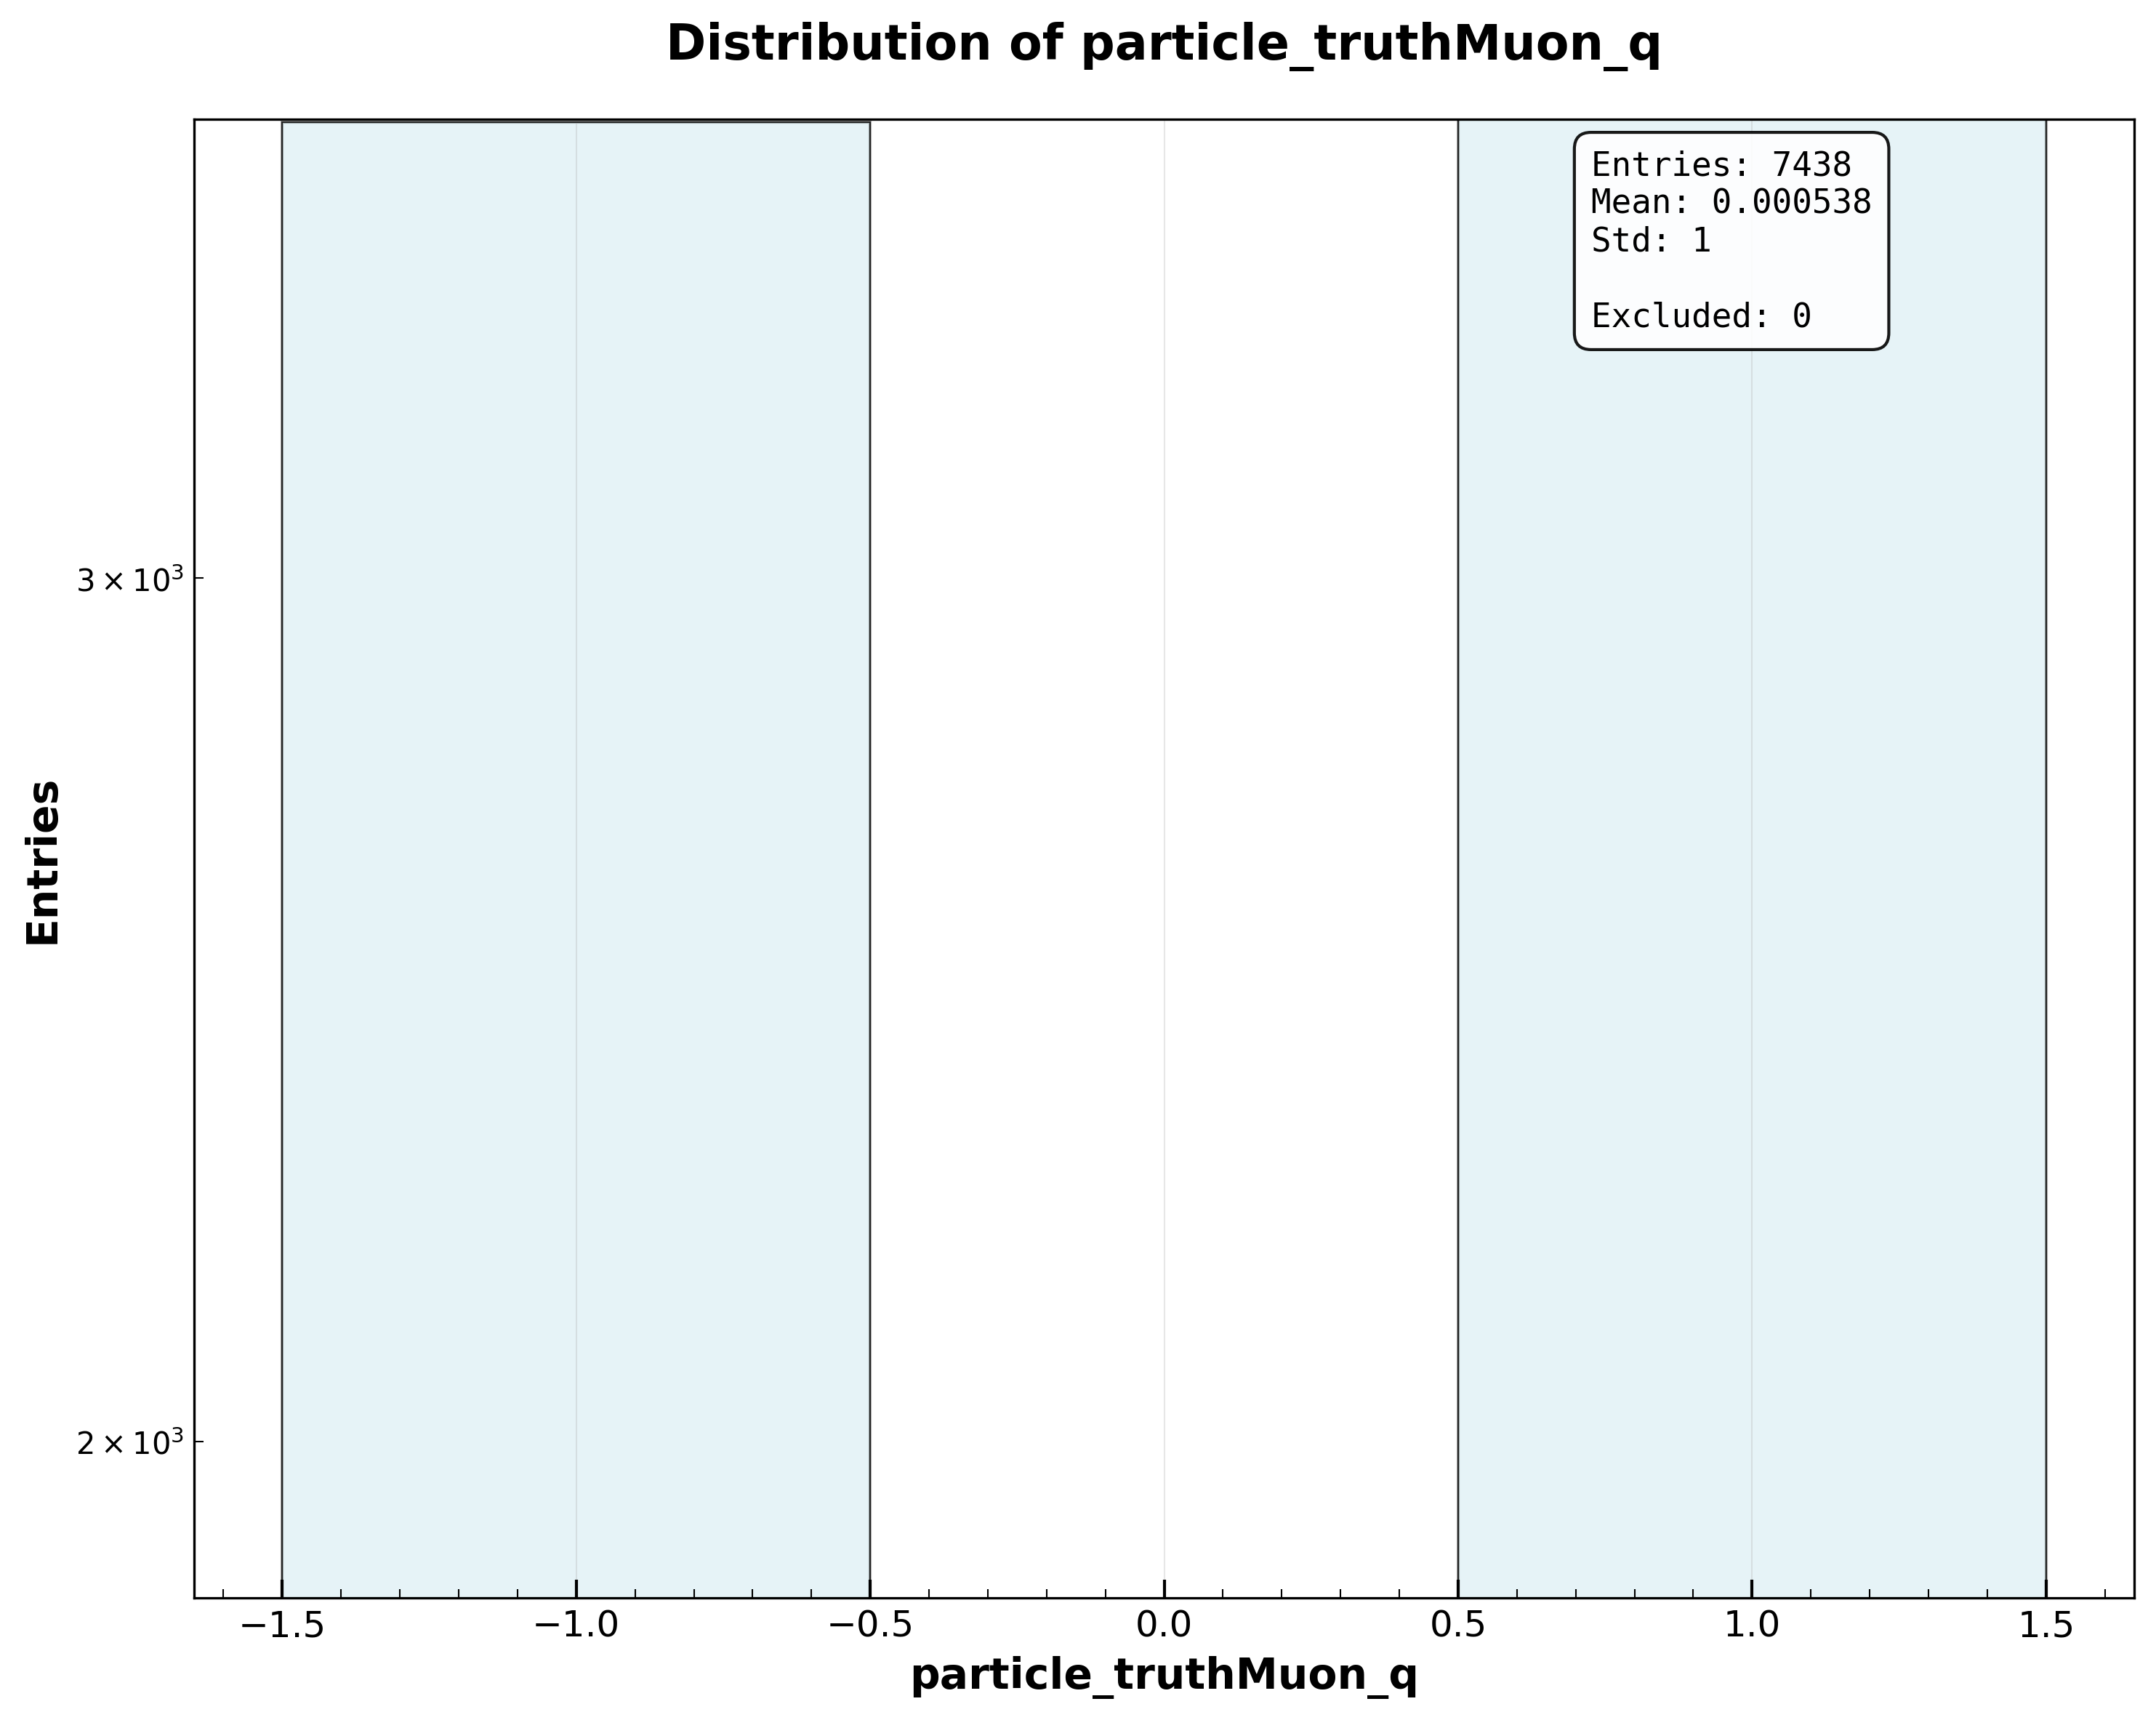 Distribution of particle_truthMuon_q
Entries: 7438
Mean: 0.000538
Std: 1
Excluded: 0
3×10³
2×10³
Entries
−1.5 −1.0 −0.5 0.0 0.5 1.0 1.5
particle_truthMuon_q